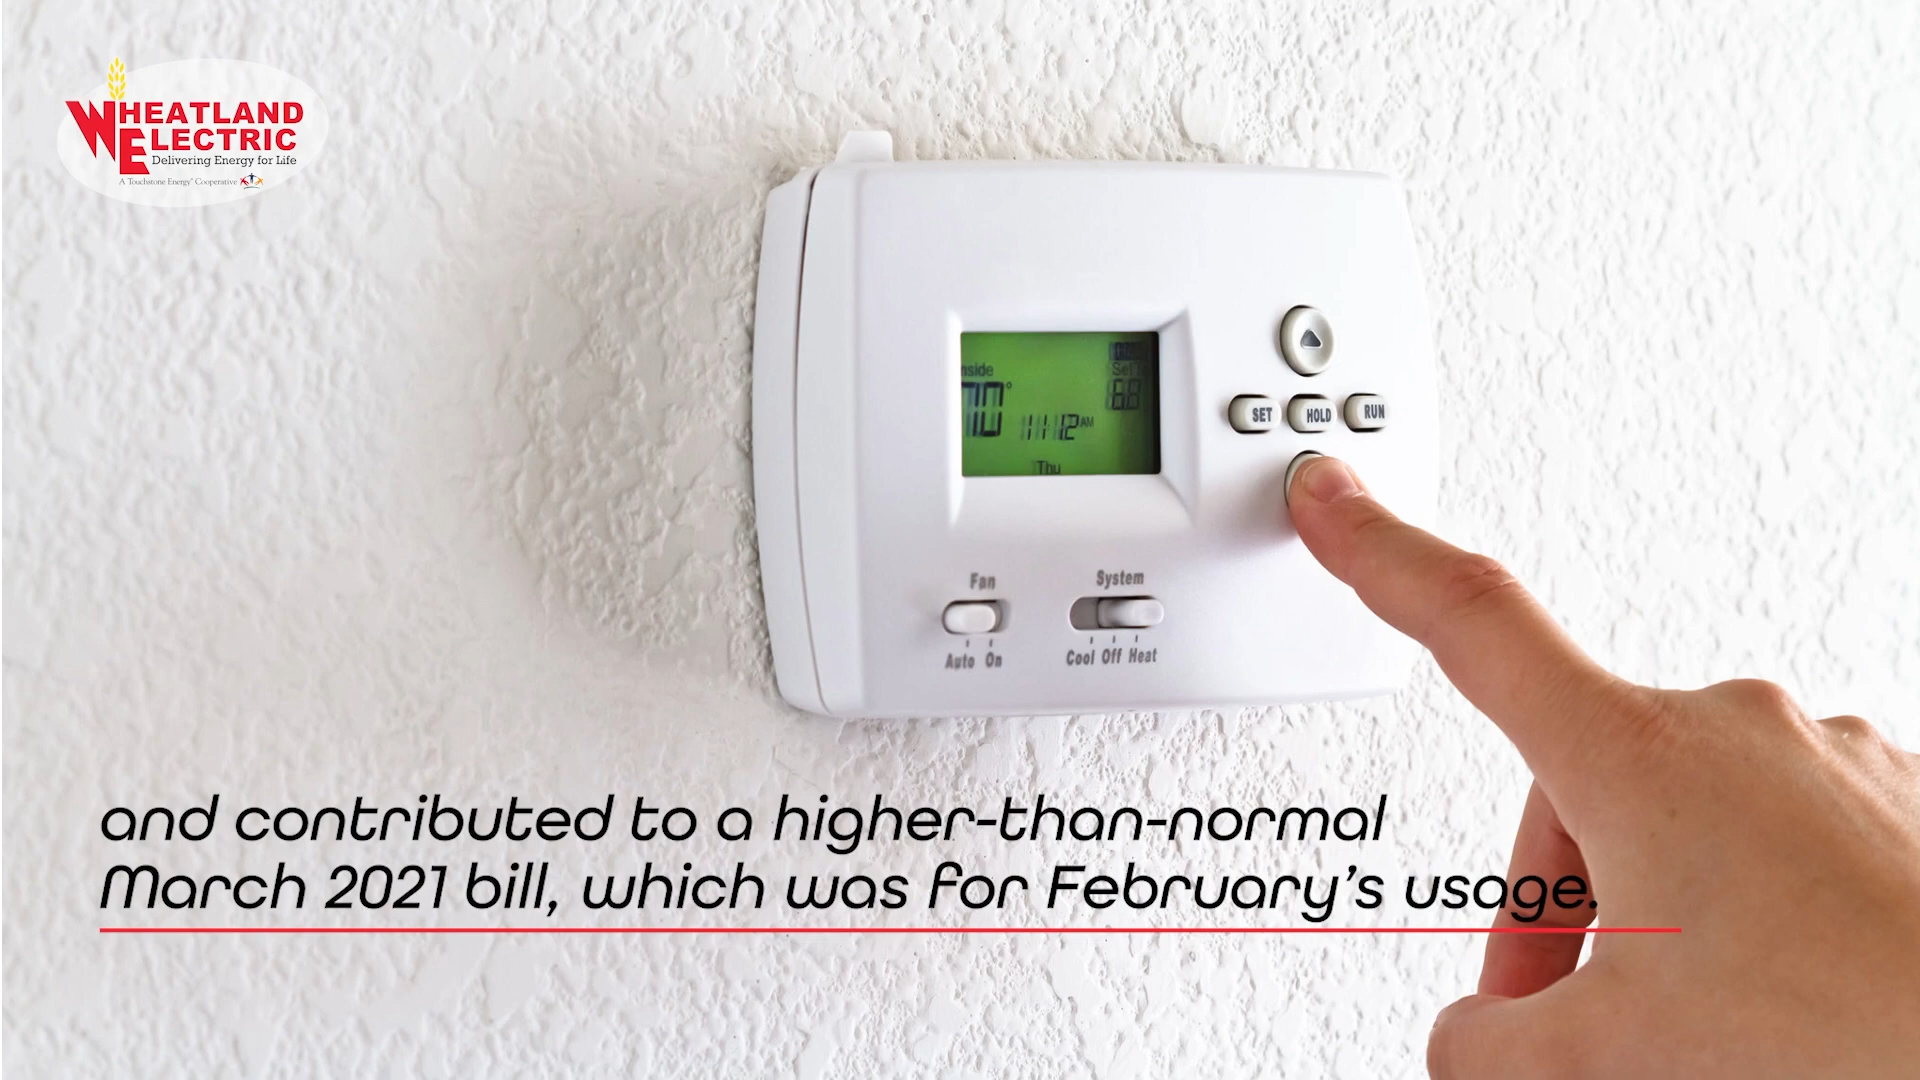 WHEATLAND
ELECTRIC
Delivering Energy for Life
A Touchstone Energy® Cooperative
Set
68
70°
11:12 AM
Thu
SET HOLD RUN
Fan
System
Auto On
Cool Off Heat
and contributed to a higher-than-normal
March 2021 bill, which was for February's usage.